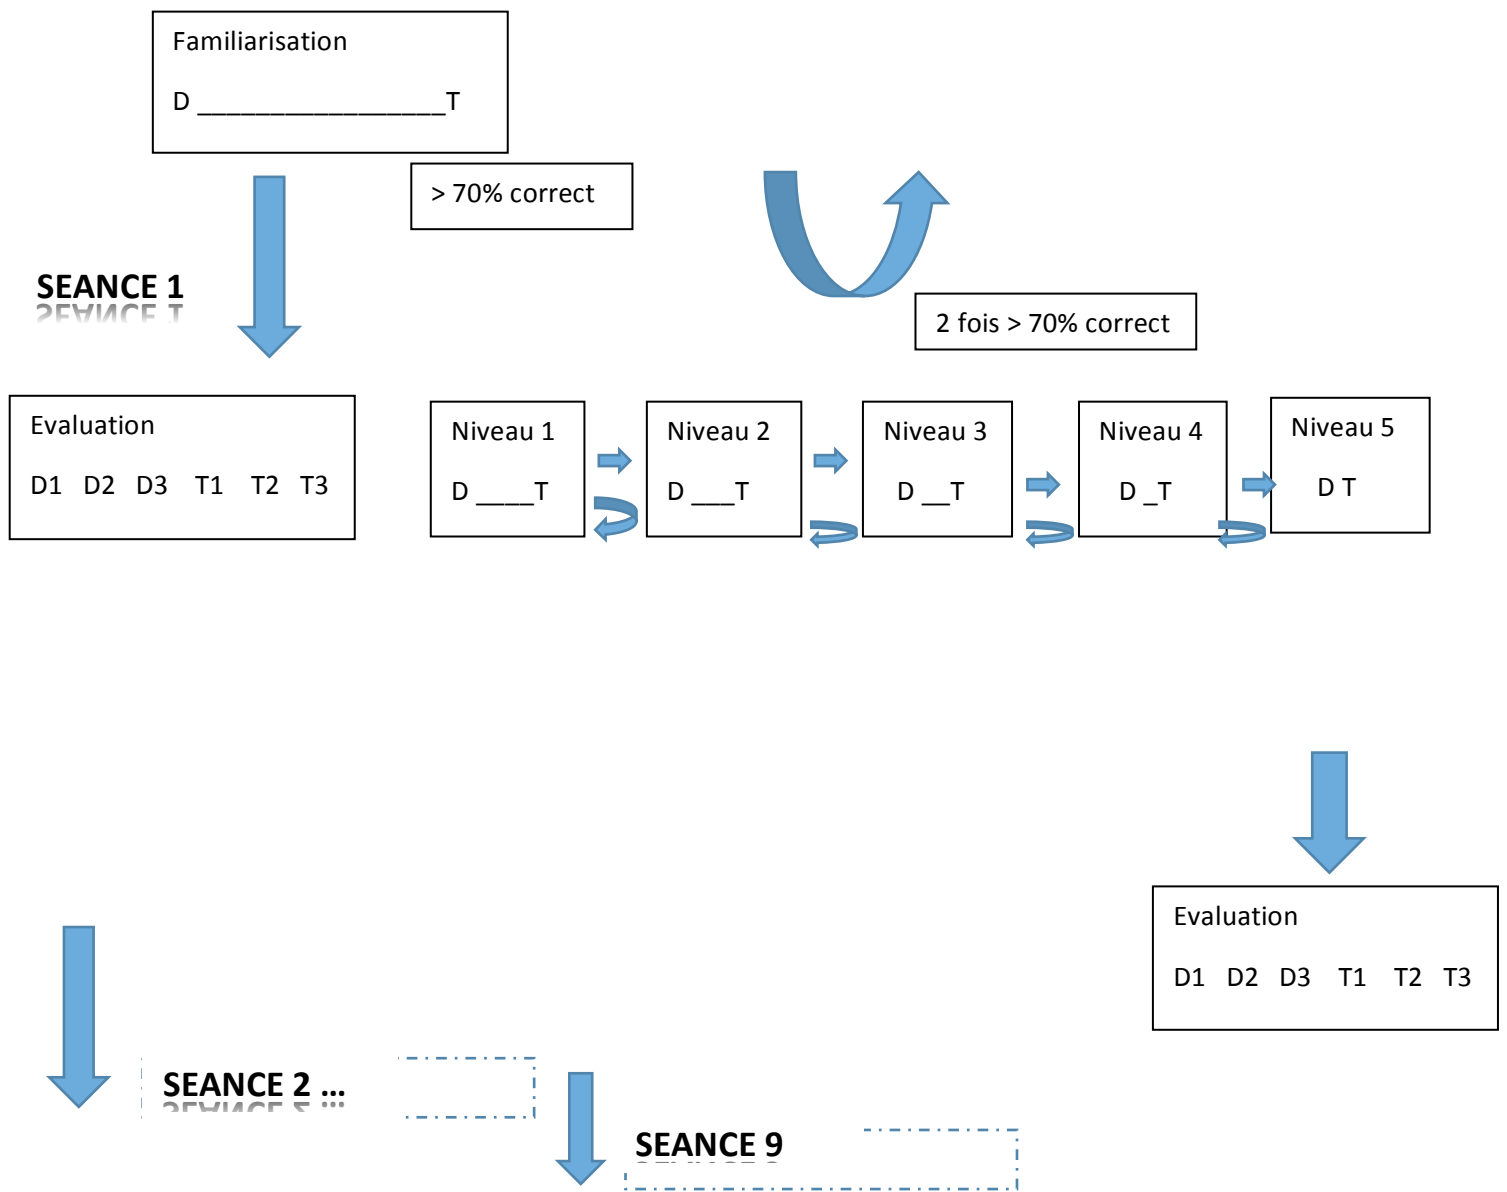 Familiarisation
D _________________T
> 70% correct
SEANCE 1
2 fois > 70% correct
Evaluation
D1 D2 D3 T1 T2 T3
Niveau 1
D ____T
Niveau 2
D ___T
Niveau 3
D __T
Niveau 4
D _T
Niveau 5
D T
Evaluation
D1 D2 D3 T1 T2 T3
SEANCE 2 ...
SEANCE 9